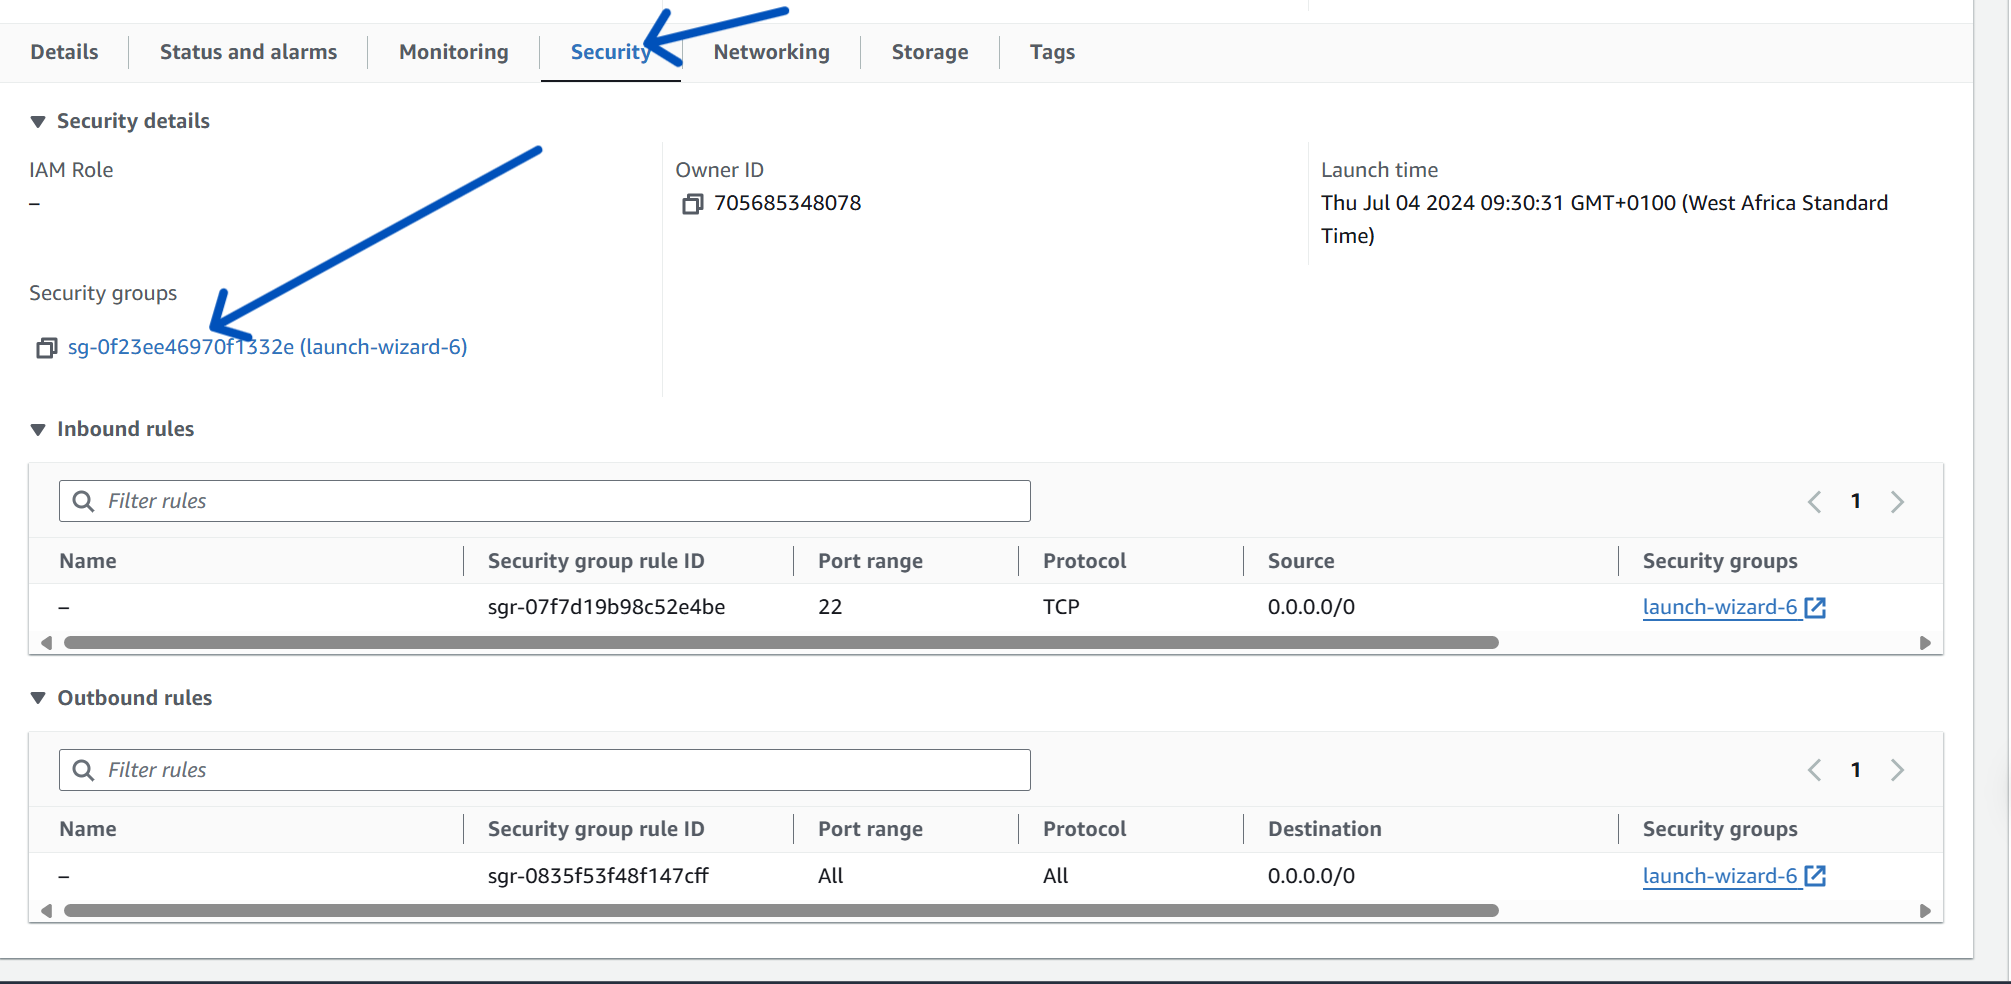 Details Status and alarms Monitoring Security Networking Storage Tags
Security details
IAM Role
–
Owner ID
705685348078
Launch time
Thu Jul 04 2024 09:30:31 GMT+0100 (West Africa Standard
Time)
Security groups
sg-0f23ee46970f1332e (launch-wizard-6)
Inbound rules
Filter rules 1
Name Security group rule ID Port range Protocol Source Security groups
– sgr-07f7d19b98c52e4be 22 TCP 0.0.0.0/0 launch-wizard-6
Outbound rules
Filter rules 1
Name Security group rule ID Port range Protocol Destination Security groups
– sgr-0835f53f48f147cff All All 0.0.0.0/0 launch-wizard-6